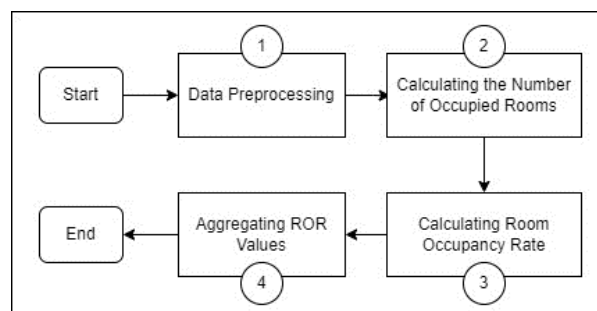 1
2
Start
Data Preprocessing
Calculating the Number
of Occupied Rooms
End
Aggregating ROR
Values
Calculating Room
Occupancy Rate
4
3